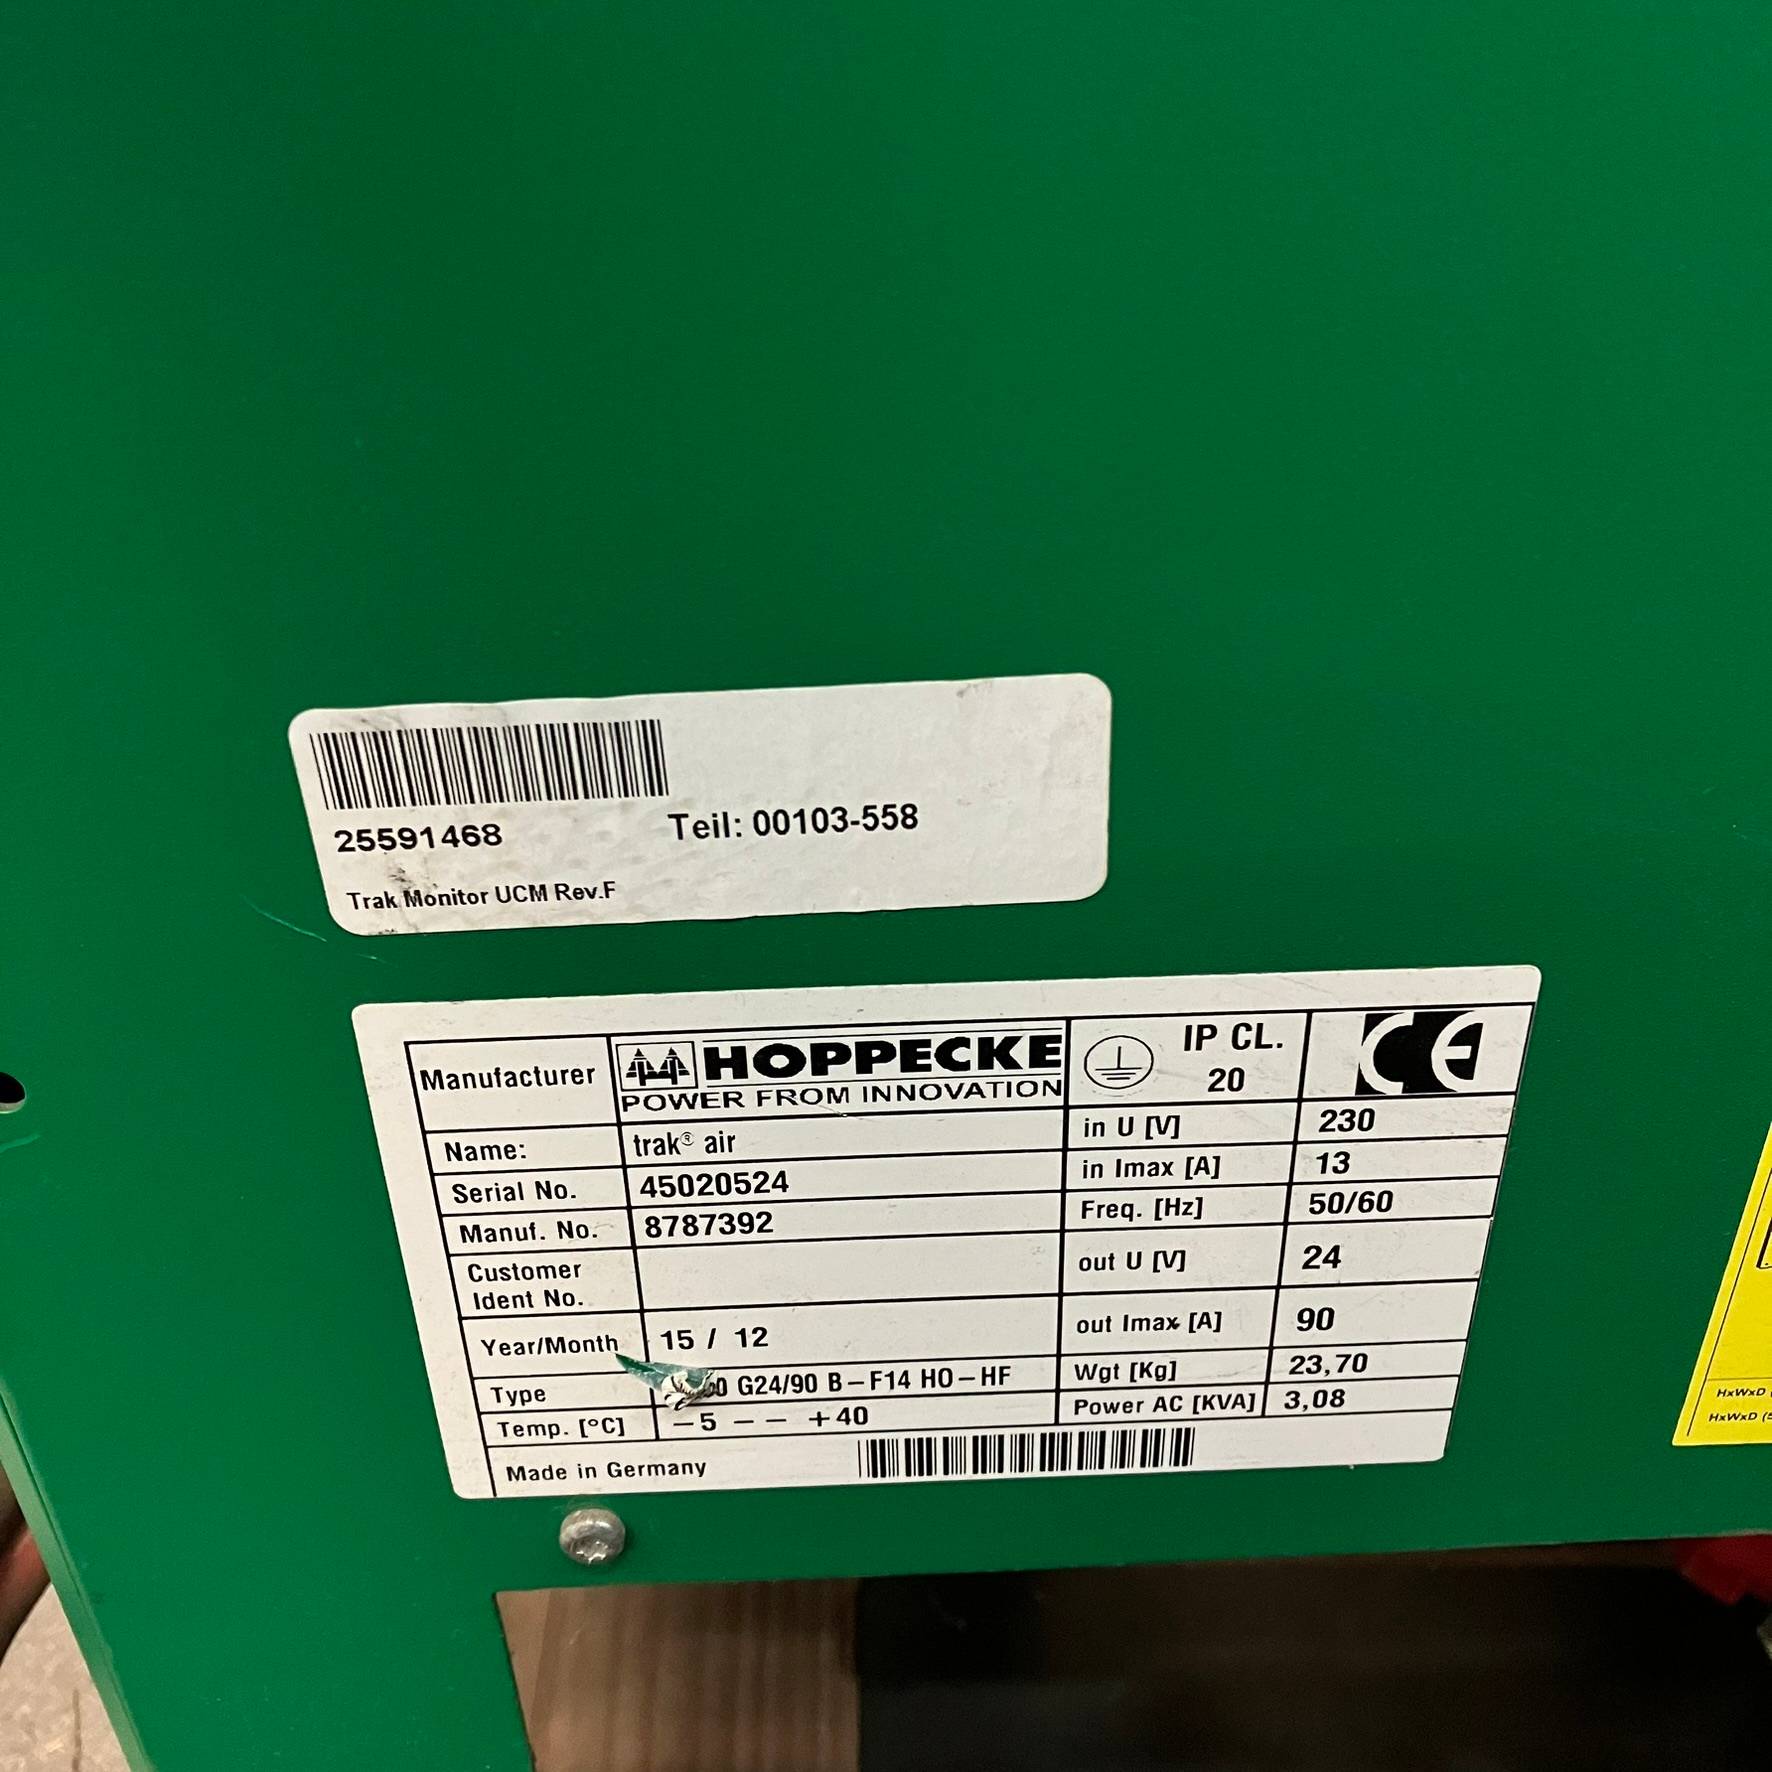 25591468
Teil: 00103-558
Trak Monitor UCM Rev.F
Manufacturer
HOPPECKE
POWER FROM INNOVATION
IP CL.
20
CE
Name: trak® air
in U [V] 230
Serial No. 45020524
in Imax [A] 13
Manuf. No. 8787392
Freq. [Hz] 50/60
Customer
Ident No.
out U [V] 24
Year/Month 15 / 12
out Imax [A] 90
Type G24/90 B-F14 HO-HF
Wgt [Kg] 23,70
Temp. [°C] -5 -- +40
Power AC [KVA] 3,08
Made in Germany
HxWxD
HxWxD